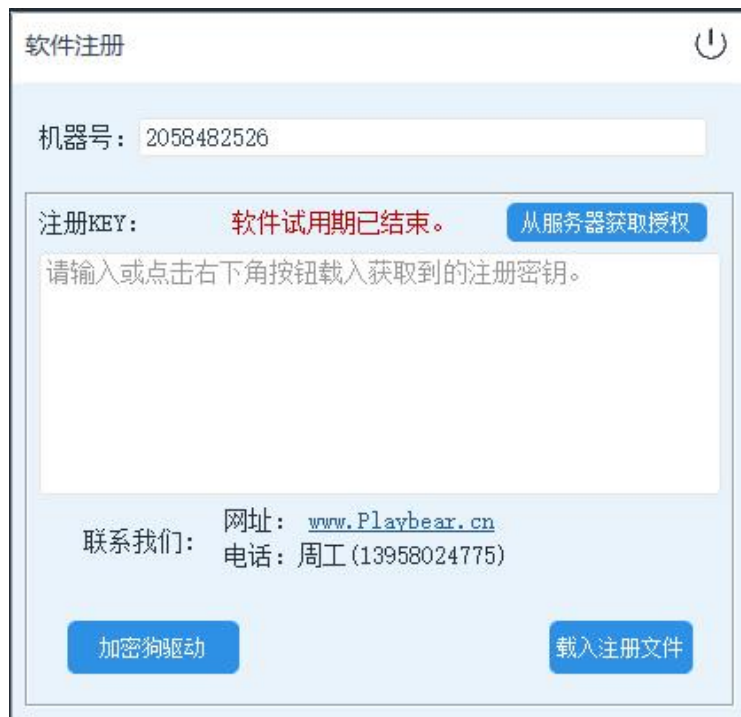 软件注册
机器号: 2058482526
注册KEY: 软件试用期已结束。 从服务器获取授权
请输入或点击右下角按钮载入获取到的注册密钥。
联系我们:
网址: www.Playbear.cn
电话: 周工(13958024775)
加密狗驱动 载入注册文件